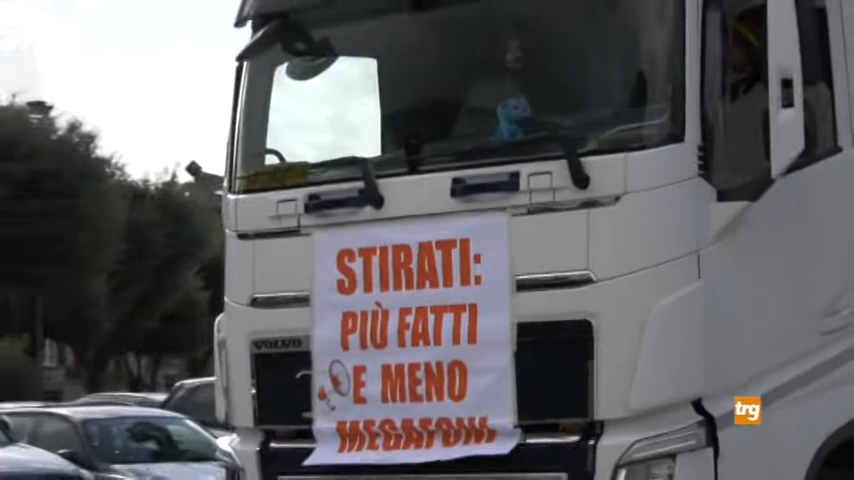 STIRATI:
PIÙ FATTI
E MENO
MEGAFONI
VOLVO
trg